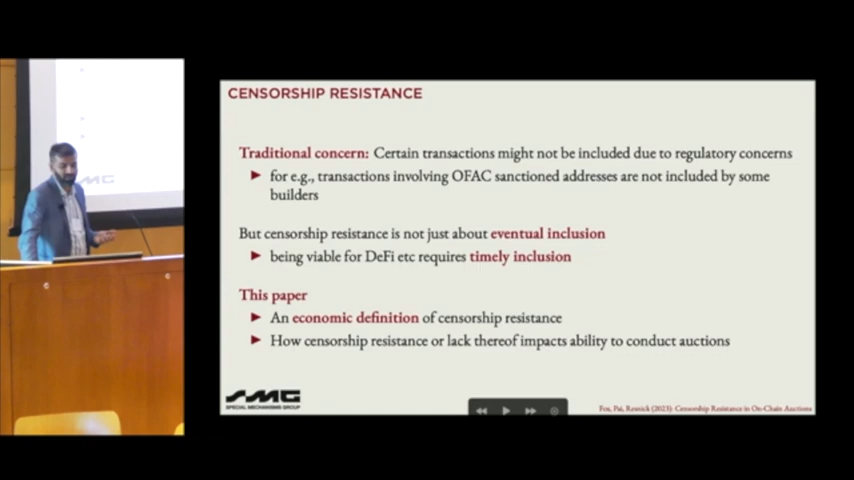 CENSORSHIP RESISTANCE
Traditional concern: Certain transactions might not be included due to regulatory concerns
for e.g., transactions involving OFAC sanctioned addresses are not included by some
builders
But censorship resistance is not just about eventual inclusion
being viable for DeFi etc requires timely inclusion
This paper
An economic definition of censorship resistance
How censorship resistance or lack thereof impacts ability to conduct auctions
SMG
SPECIAL MECHANISMS GROUP
Fox, Pai, Resnick (2023): Censorship Resistance in On-Chain Auctions